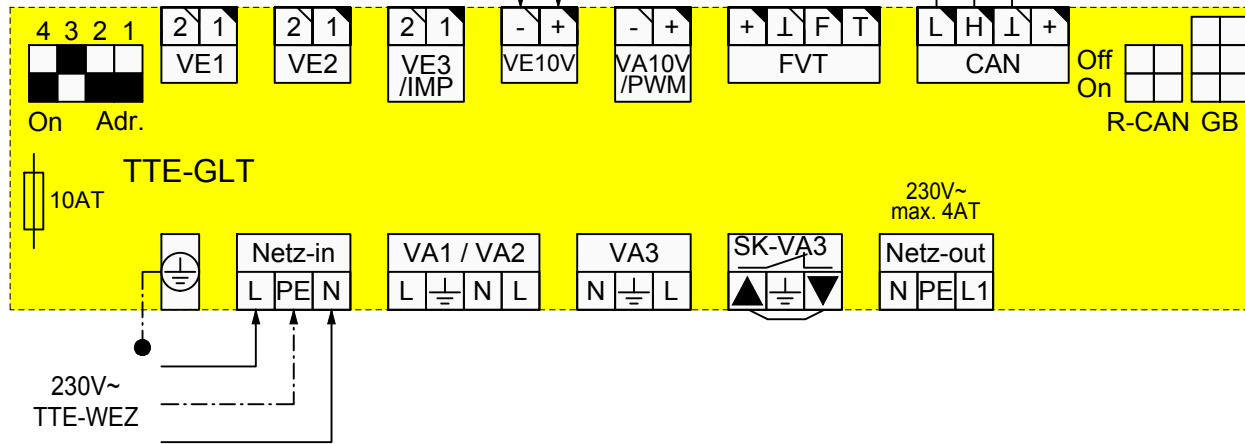 4 3 2 1
On Adr.
2 1
VE1
2 1
VE2
2 1
VE3
/IMP
- +
VE10V
- +
VA10V
/PWM
+ ⊥ F T
FVT
L H ⊥ +
CAN
Off
On
R-CAN GB
TTE-GLT
10AT
230V~
max. 4AT
Netz-in
L PE N
VA1 / VA2
L N L
VA3
N L
SK-VA3
Netz-out
N PE L1
230V~
TTE-WEZ